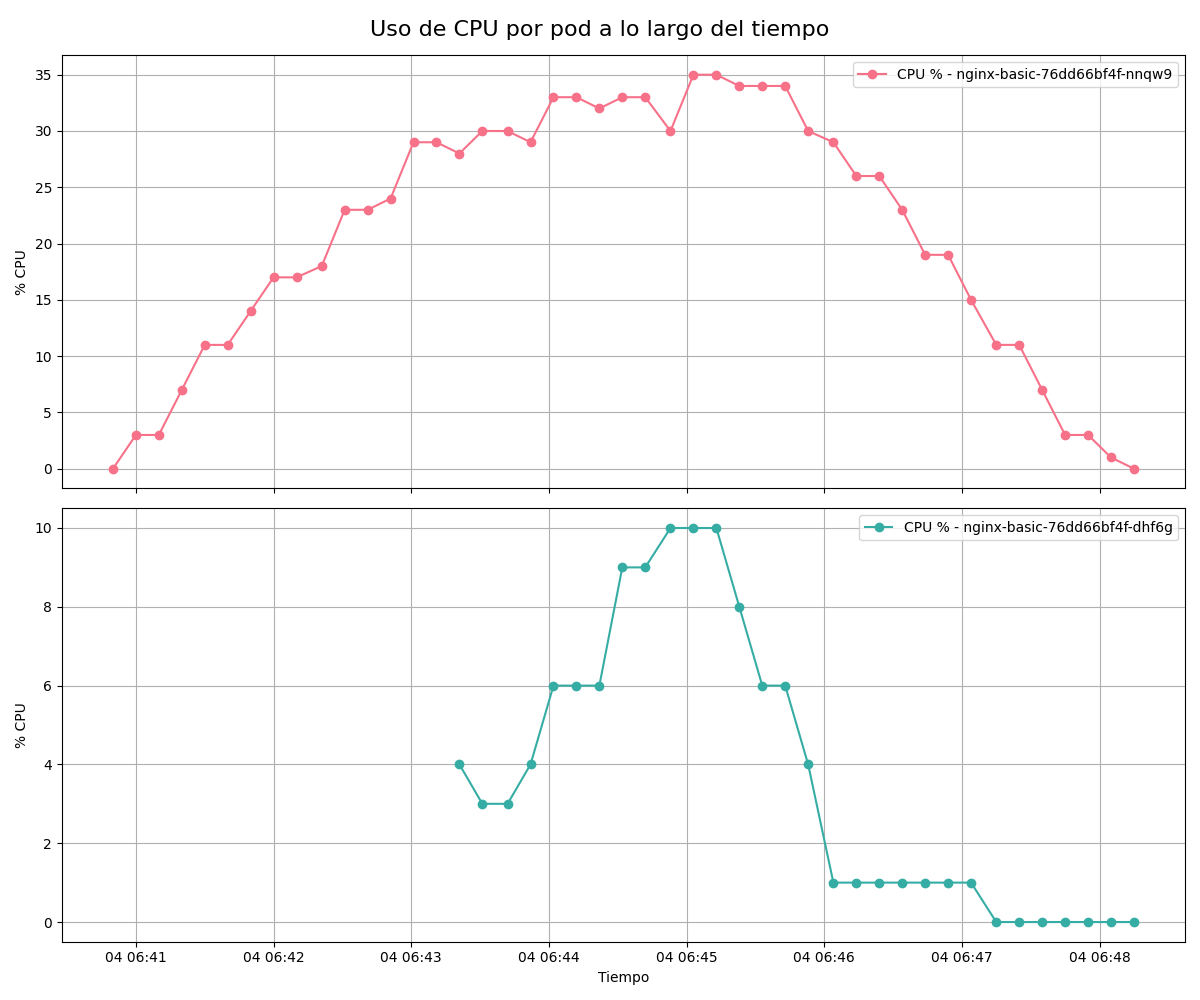 Uso de CPU por pod a lo largo del tiempo
35
30
25
20
15
10
5
0
% CPU
CPU % - nginx-basic-76dd66bf4f-nnqw9
10
8
6
4
2
0
% CPU
CPU % - nginx-basic-76dd66bf4f-dhf6g
04 06:41 04 06:42 04 06:43 04 06:44 04 06:45 04 06:46 04 06:47 04 06:48
Tiempo